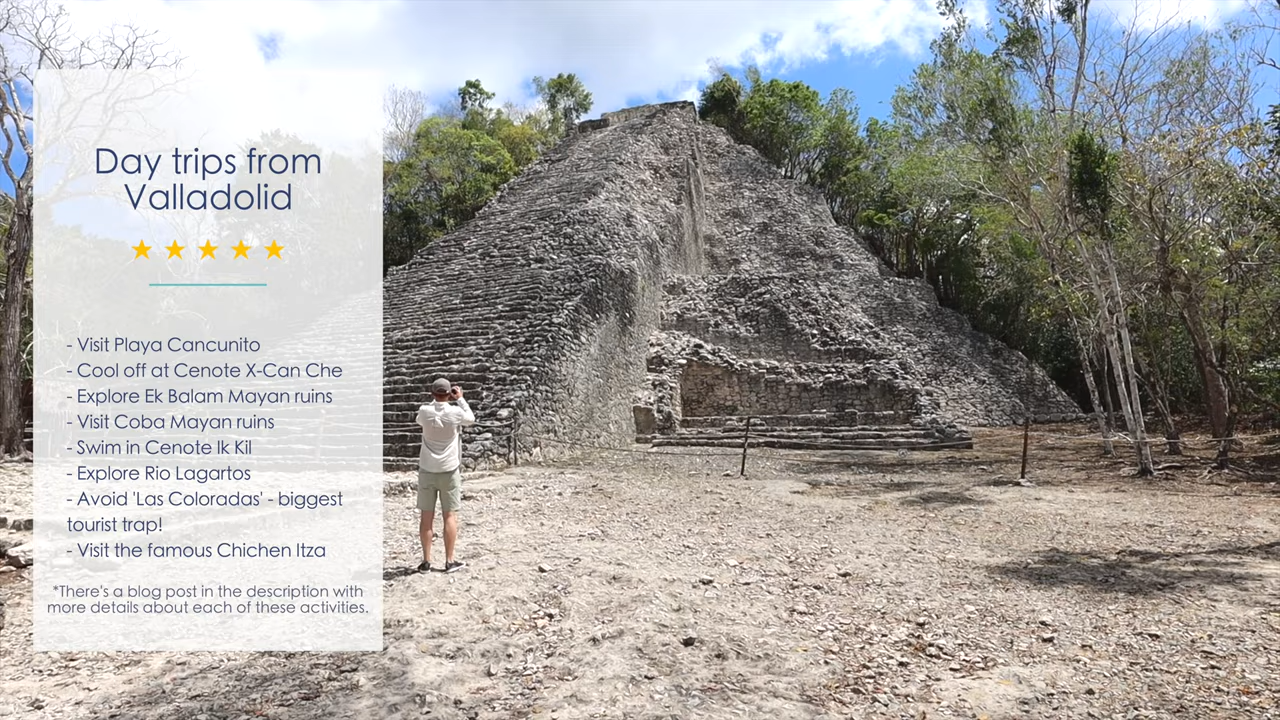 Day trips from
Valladolid
- Visit Playa Cancunito
- Cool off at Cenote X-Can Che
- Explore Ek Balam Mayan ruins
- Visit Coba Mayan ruins
- Swim in Cenote Ik Kil
- Explore Rio Lagartos
- Avoid 'Las Coloradas' - biggest
tourist trap!
- Visit the famous Chichen Itza
*There's a blog post in the description with
more details about each of these activities.